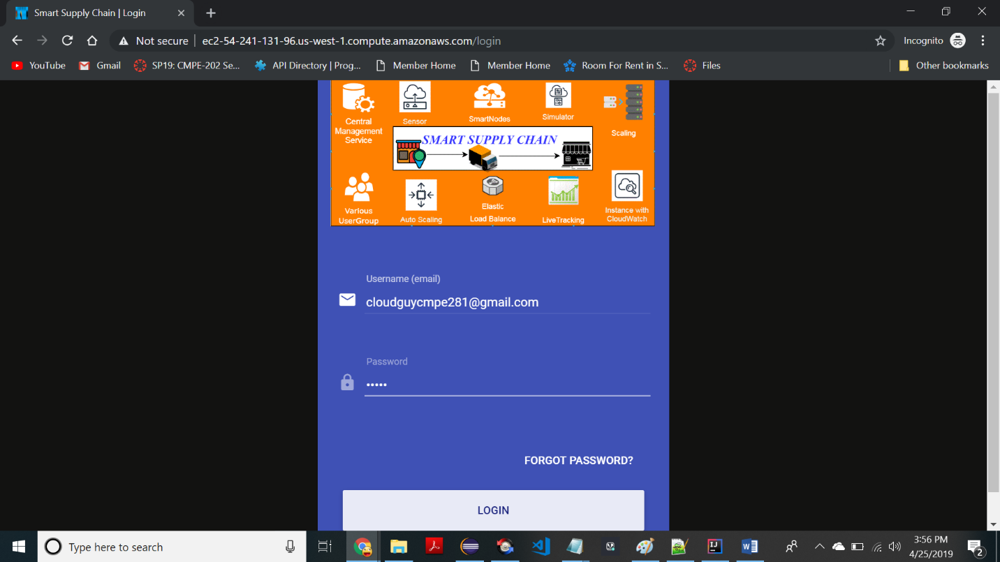 Smart Supply Chain | Login
Not secure | ec2-54-241-131-96.us-west-1.compute.amazonaws.com/login
Incognito
YouTube
Gmail
SP19: CMPE-202 Se...
API Directory | Prog...
Member Home
Member Home
Room For Rent in S...
Files
Other bookmarks
Central
Management
Service
Sensor
SmartNodes
Simulator
Scaling
SMART SUPPLY CHAIN
Various
UserGroup
Auto Scaling
Elastic
Load Balance
LiveTracking
Instance with
CloudWatch
Username (email)
cloudguycmpe281@gmail.com
Password
•••••
FORGOT PASSWORD?
LOGIN
Type here to search
3:56 PM
4/25/2019
2